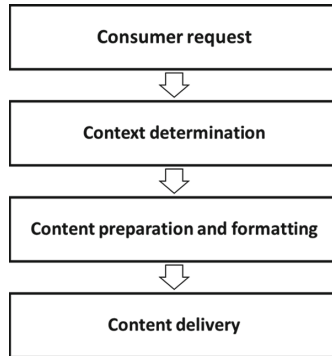 Consumer request
Context determination
Content preparation and formatting
Content delivery